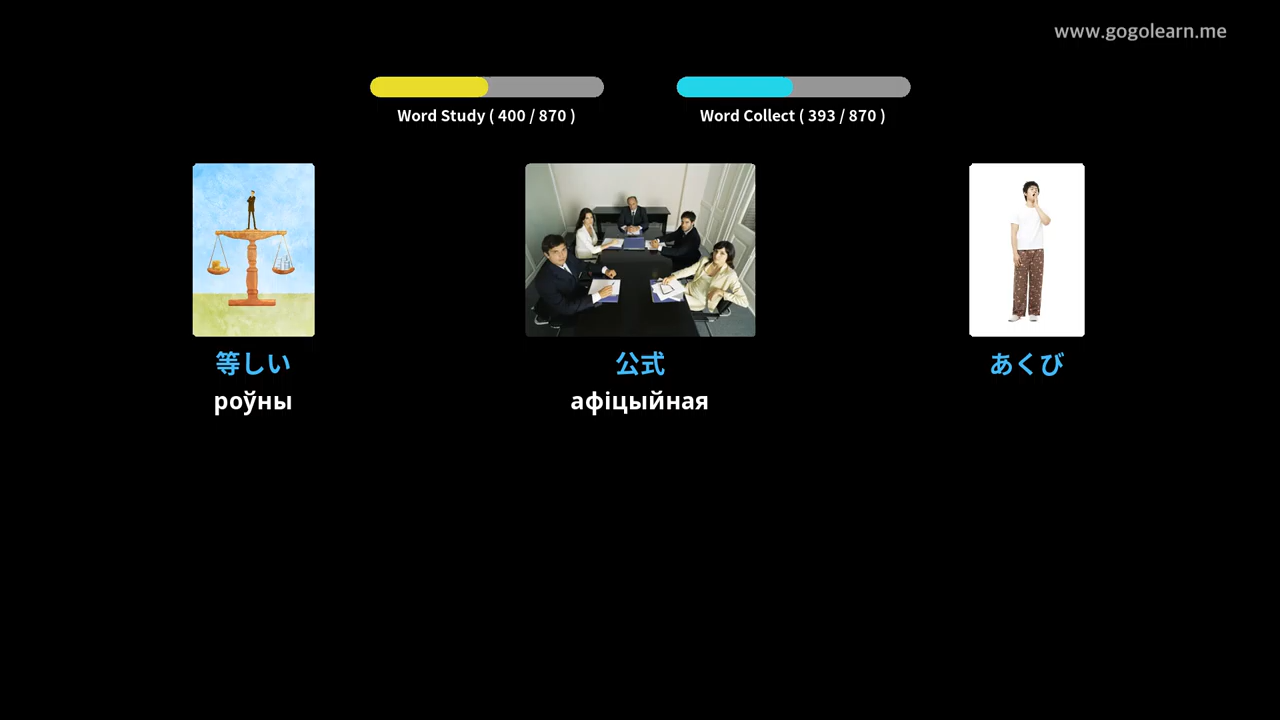 www.gogolearn.me
Word Study ( 400 / 870 )
Word Collect ( 393 / 870 )
等しい
роўны
公式
афіцыйная
あくび